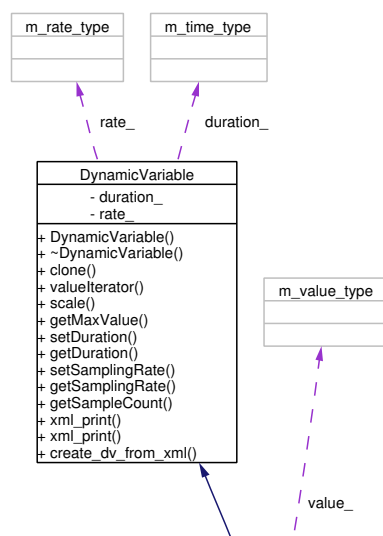 m_rate_type
m_time_type
rate_
duration_
DynamicVariable
- duration_
- rate_
+ DynamicVariable()
+ ~DynamicVariable()
+ clone()
+ valueIterator()
+ scale()
+ getMaxValue()
+ setDuration()
+ getDuration()
+ setSamplingRate()
+ getSamplingRate()
+ getSampleCount()
+ xml_print()
+ xml_print()
+ create_dv_from_xml()
m_value_type
value_